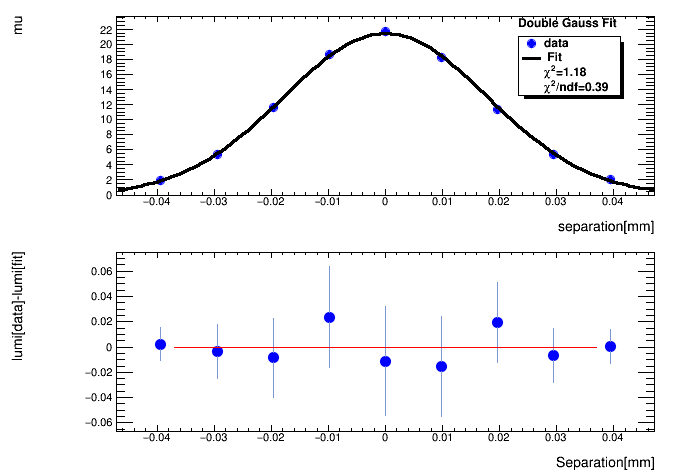 mu
Double Gauss Fit
data
Fit
χ²=1.18
χ²/ndf=0.39
22
20
18
16
14
12
10
8
6
4
2
0
−0.04 −0.03 −0.02 −0.01 0 0.01 0.02 0.03 0.04
separation[mm]
lumi[data]-lumi[fit]
0.06
0.04
0.02
0
−0.02
−0.04
−0.06
−0.04 −0.03 −0.02 −0.01 0 0.01 0.02 0.03 0.04
Separation[mm]